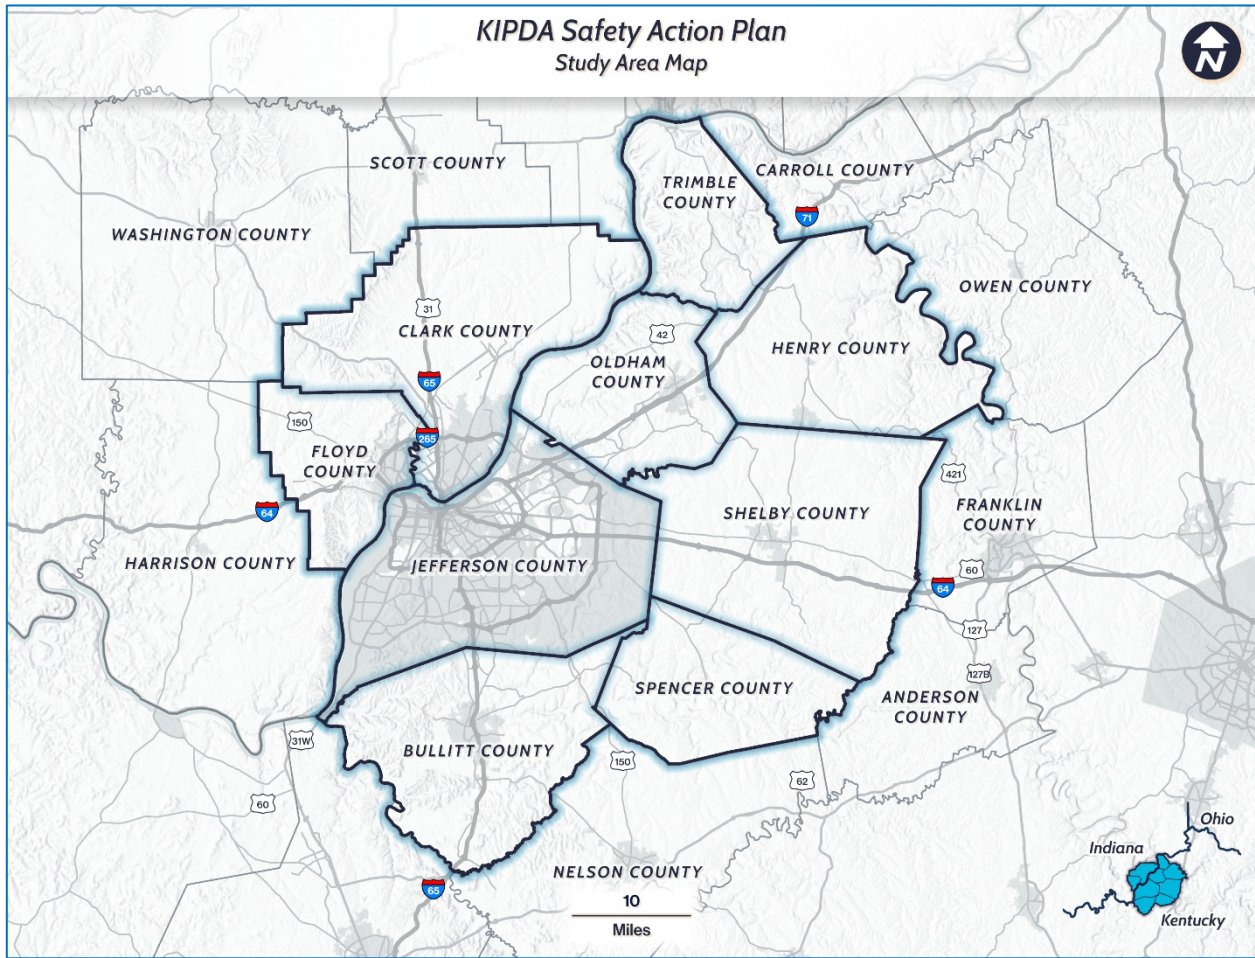 KIPDA Safety Action Plan
Study Area Map
N
SCOTT COUNTY
CARROLL COUNTY
TRIMBLE
COUNTY
71
WASHINGTON COUNTY
OWEN COUNTY
31
CLARK COUNTY
42
OLDHAM
COUNTY
HENRY COUNTY
65
150
265
FLOYD
COUNTY
421
64
SHELBY COUNTY
FRANKLIN
COUNTY
HARRISON COUNTY
JEFFERSON COUNTY
60
64
127
127B
SPENCER COUNTY
ANDERSON
COUNTY
31W
BULLITT COUNTY
150
62
60
Ohio
Indiana
Kentucky
NELSON COUNTY
65
10
Miles